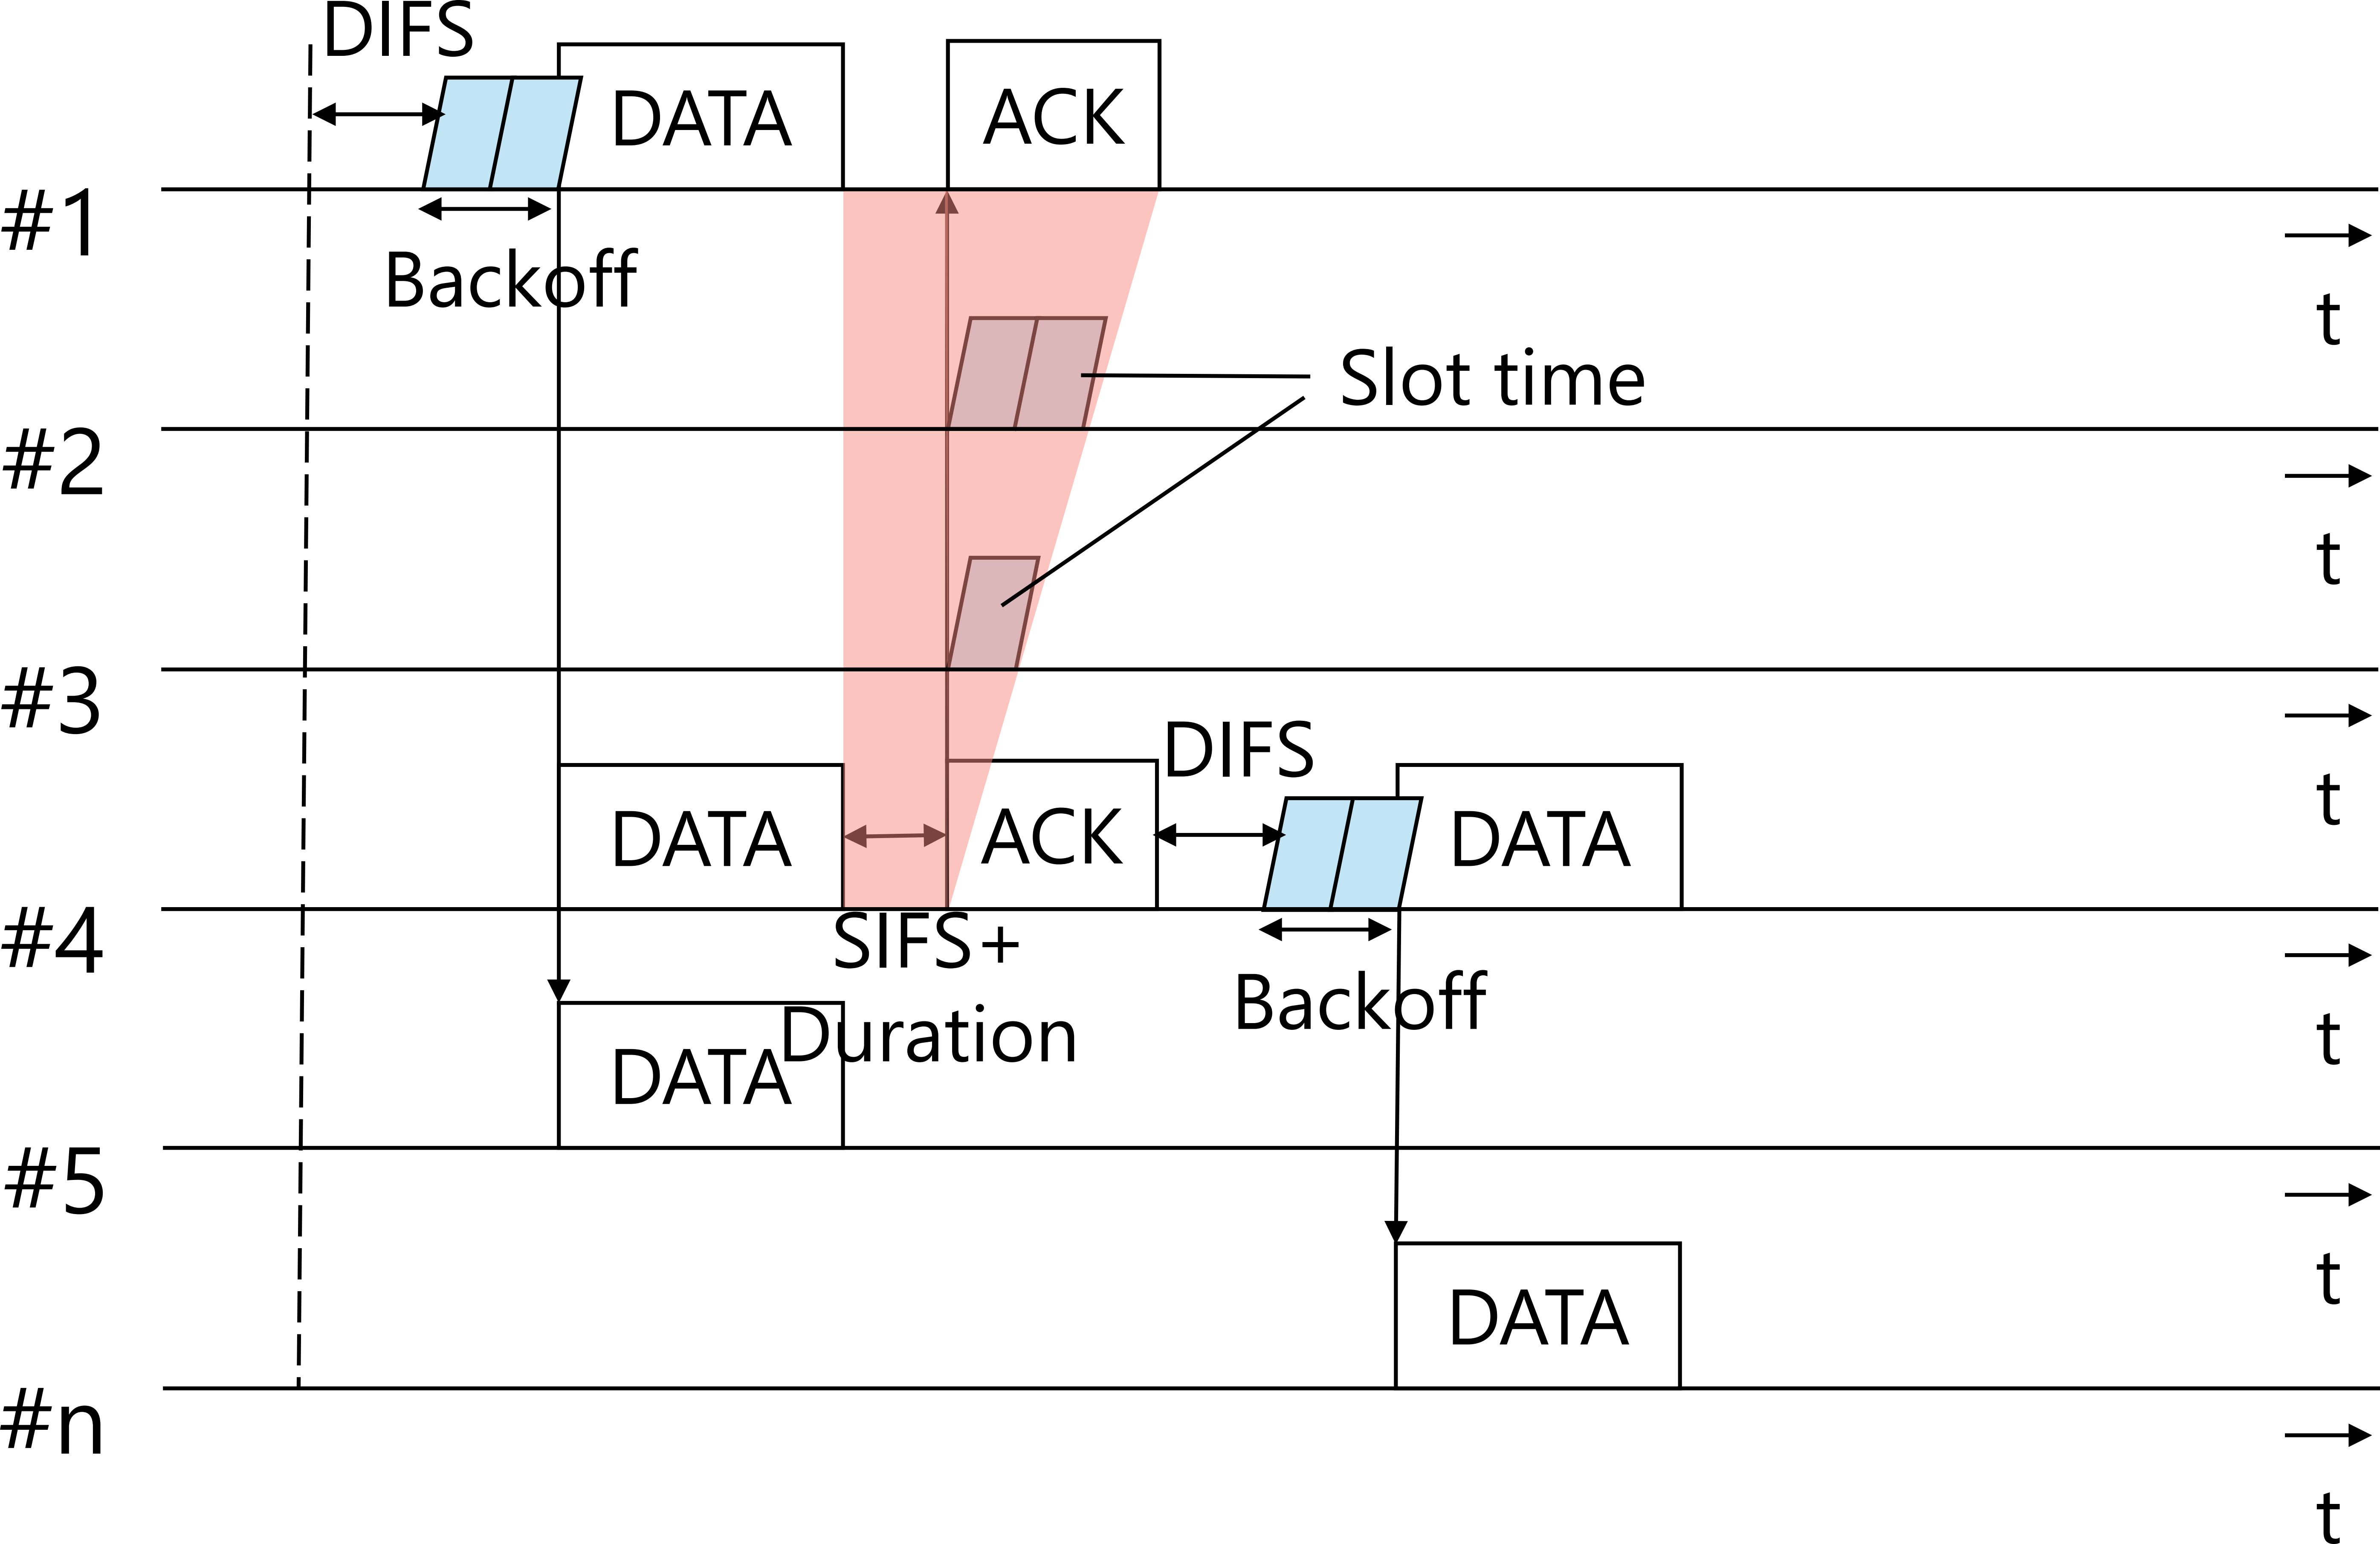 DIFS
DATA
ACK
#1
Backoff
t
Slot time
#2
t
#3
DIFS
t
DATA
ACK
DATA
#4
SIFS+
Duration
Backoff
DATA
t
#5
t
DATA
#n
t